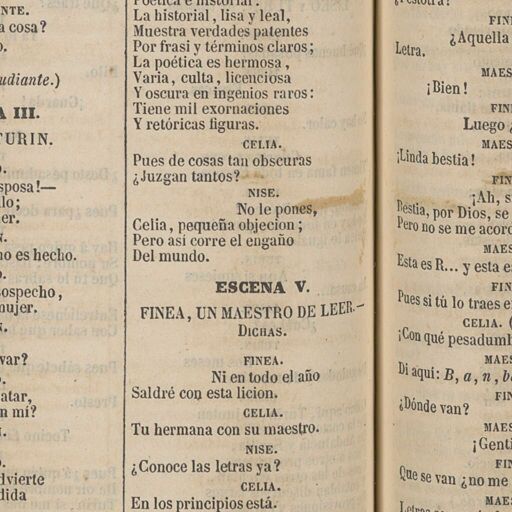 NTE.
a cosa?
o.
udiante.)
A III.
TURIN.
.
sposa!—
llo;
er.
.
no es hecho.
o.
ospecho,
mujer.
.
var?
o.
atar,
n mí?
.
o.
dvierte
dida
Poética é historial:
La historial, lisa y leal,
Muestra verdades patentes
Por frasi y términos claros;
La poética es hermosa,
Varia, culta, licenciosa
Y oscura en ingenios raros:
Tiene mil exornaciones
Y retóricas figuras.
CELIA.
Pues de cosas tan obscuras
¿Juzgan tantos?
NISE.
No le pones,
Celia, pequeña objecion;
Pero así corre el engaño
Del mundo.
ESCENA V.
FINEA, UN MAESTRO DE LEER.—
DICHAS.
FINEA.
Ni en todo el año
Saldré con esta licion.
CELIA.
Tu hermana con su maestro.
NISE.
¿Conoce las letras ya?
CELIA.
En los principios está.
FIN
¿Aquella
Letra.
MAES
¡Bien!
FIN
Luego ¿
MAES
¡Linda bestia!
FIN
¡Ah, s
Bestia, por Dios, se
Pero no se me acord
MAES
Esta es R... y esta e
FIN
Pues si tú lo traes e
CELIA. (
¡Con qué pesadumb
MAES
Di aquí: B, a, n, ba
FIN
¿Dónde van?
MAES
¡Genti
FIN
Que se van ¿no me
MAES